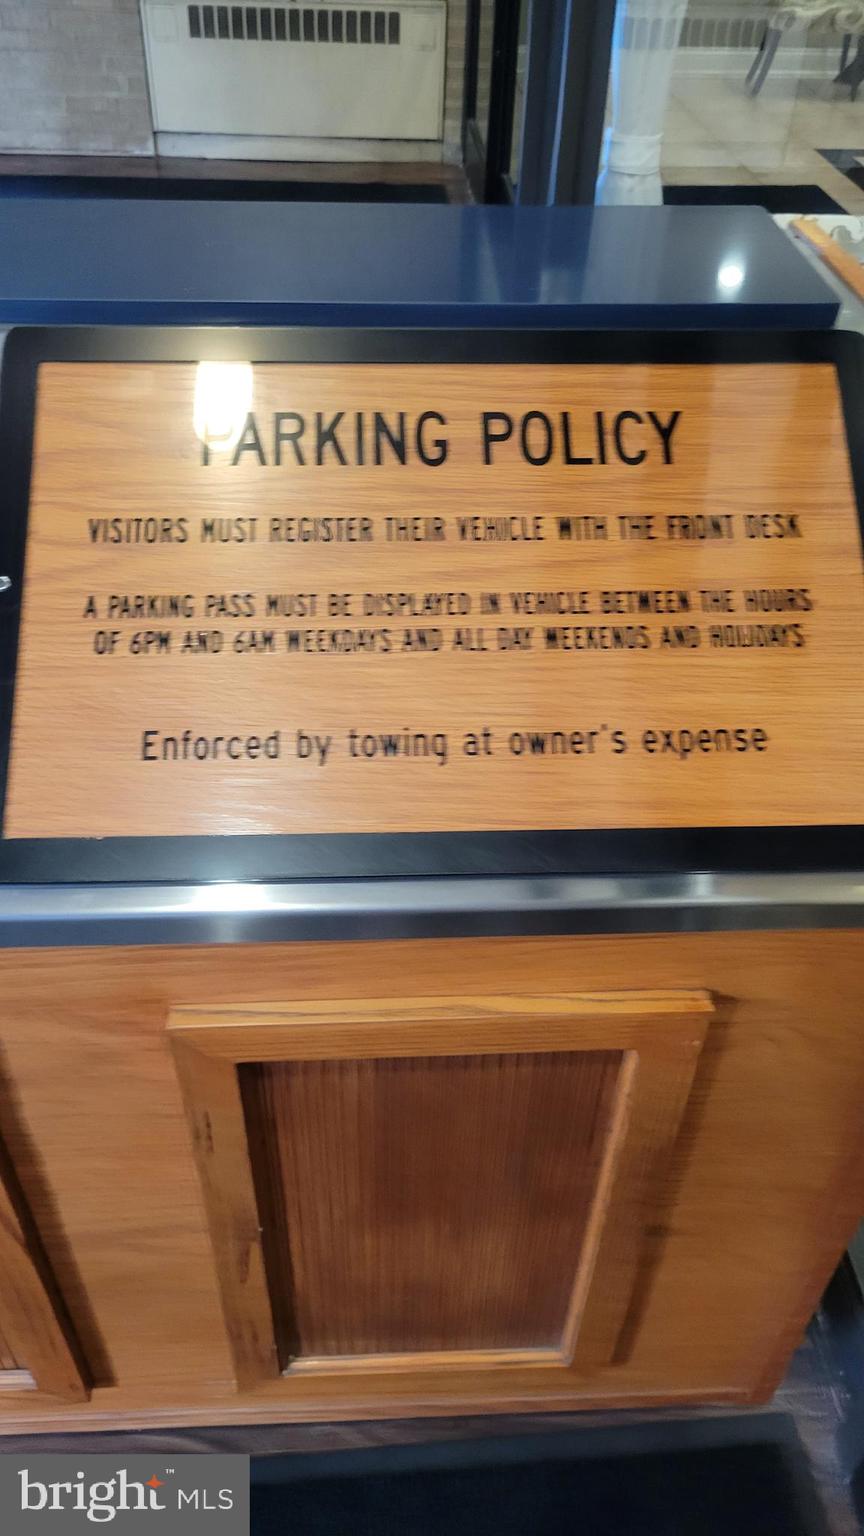 PARKING POLICY
VISITORS MUST REGISTER THEIR VEHICLE WITH THE FRONT DESK
A PARKING PASS MUST BE DISPLAYED IN VEHICLE BETWEEN THE HOURS
OF 6PM AND 6AM WEEKDAYS AND ALL DAY WEEKENDS AND HOLIDAYS
Enforced by towing at owner's expense
bright™ MLS